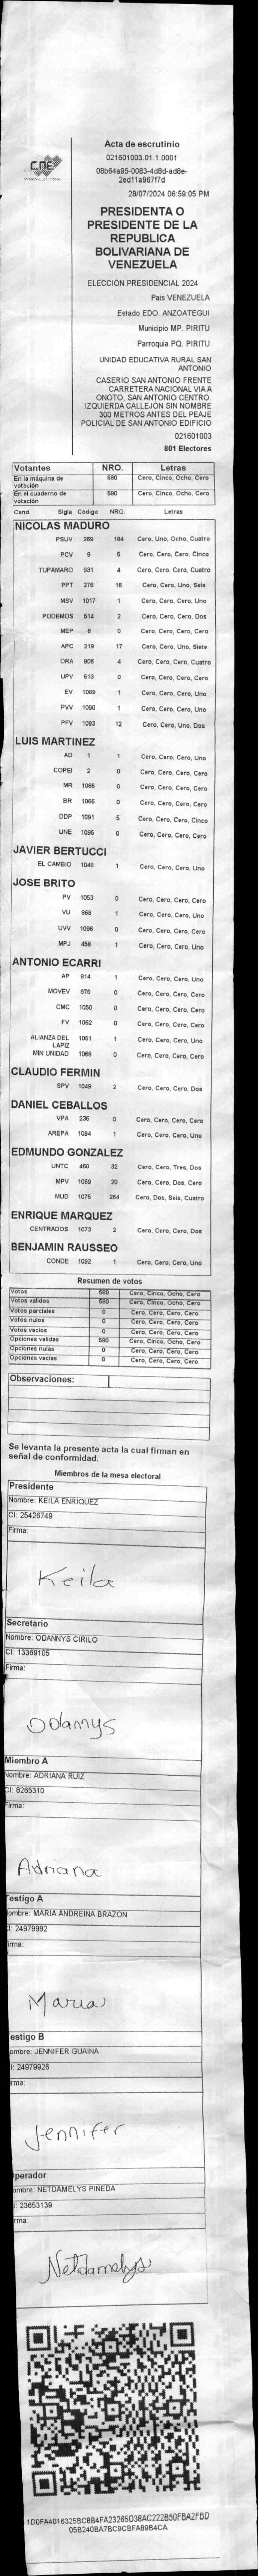 CNE
Acta de escrutinio
021601003.01.1.0001
08b64a95-0083-4d8d-ad8e-
2ed11a967f7d
28/07/2024 06:59:05 PM
PRESIDENTA O
PRESIDENTE DE LA
REPUBLICA
BOLIVARIANA DE
VENEZUELA
ELECCIÓN PRESIDENCIAL 2024
Pais VENEZUELA
Estado EDO. ANZOATEGUI
Municipio MP. PIRITU
Parroquia PQ. PIRITU
UNIDAD EDUCATIVA RURAL SAN
ANTONIO
CASERIO SAN ANTONIO FRENTE
CARRETERA NACIONAL VIA A
ONOTO. SAN ANTONIO CENTRO.
IZQUIERDA CALLEJÓN SIN NOMBRE
METROS ANTES DEL PEAJE
POLICIAL DE SAN ANTONIO EDIFICIO
021601003
801 Electores
Votantes NRO. Letras
En la máquina de votación 580 Cero, Cinco, Ocho, Cero
En el cuaderno de votación 580 Cero, Cinco, Ocho, Cero
Cand. Sigla Código NRO. Letras
NICOLAS MADURO
PSUV 269 184 Cero, Uno, Ocho, Cuatro
PCV 5 Cero, Cero, Cero, Cinco
TUPAMARO 931 4 Cero, Cero, Cero, Cuatro
PPT 276 16 Cero, Cero, Uno, Seis
MSV 1017 1 Cero, Cero, Cero, Uno
PODEMOS 514 2 Cero, Cero, Cero, Dos
MEP 6 0 Cero, Cero, Cero, Cero
APC 219 17 Cero, Cero, Uno, Siete
ORA 906 4 Cero, Cero, Cero, Cuatro
UPV 613 0 Cero, Cero, Cero, Cero
EV 1089 1 Cero, Cero, Cero, Uno
PVV 1090 1 Cero, Cero, Cero, Uno
PFV 1093 12 Cero, Cero, Uno, Dos
LUIS MARTINEZ
AD 1 1 Cero, Cero, Cero, Uno
COPEI 2 0 Cero, Cero, Cero, Cero
MR 1065 0 Cero, Cero, Cero, Cero
BR 1066 0 Cero, Cero, Cero, Cero
DDP 1091 5 Cero, Cero, Cero, Cinco
UNE 1095 0 Cero, Cero, Cero, Cero
JAVIER BERTUCCI
EL CAMBIO 1048 1 Cero, Cero, Cero, Uno
JOSE BRITO
PV 1053 0 Cero, Cero, Cero, Cero
VU 968 1 Cero, Cero, Cero, Uno
UVV 1096 0 Cero, Cero, Cero, Cero
MPJ 458 1 Cero, Cero, Cero, Uno
ANTONIO ECARRI
AP 814 1 Cero, Cero, Cero, Uno
MOVEV 878 0 Cero, Cero, Cero, Cero
CMC 1050 0 Cero, Cero, Cero, Cero
FV 1062 0 Cero, Cero, Cero, Cero
ALIANZA DEL LAPIZ 1051 1 Cero, Cero, Cero, Uno
MIN UNIDAD 1068 0 Cero, Cero, Cero, Cero
CLAUDIO FERMIN
SPV 1049 2 Cero, Cero, Cero, Dos
DANIEL CEBALLOS
VPA 236 0 Cero, Cero, Cero, Cero
AREPA 1094 1 Cero, Cero, Cero, Uno
EDMUNDO GONZALEZ
UNTC 460 32 Cero, Cero, Tres, Dos
MPV 1069 20 Cero, Cero, Dos, Cero
MUD 1075 264 Cero, Dos, Seis, Cuatro
ENRIQUE MARQUEZ
CENTRADOS 1073 2 Cero, Cero, Cero, Dos
BENJAMIN RAUSSEO
CONDE 1092 1 Cero, Cero, Cero, Uno
Resumen de votos
Votos 580 Cero, Cinco, Ocho, Cero
Votos validos 580 Cero, Cinco, Ocho, Cero
Votos parciales 0 Cero, Cero, Cero, Cero
Votos nulos 0 Cero, Cero, Cero, Cero
Votos vacios 0 Cero, Cero, Cero, Cero
Opciones validas 580 Cero, Cinco, Ocho, Cero
Opciones nulas 0 Cero, Cero, Cero, Cero
Opciones vacias 0 Cero, Cero, Cero, Cero
Observaciones:
Se levanta la presente acta la cual firman en
señal de conformidad.
Miembros de la mesa electoral
Presidente
Nombre: KEILA ENRIQUEZ
CI: 25426749
Firma:
Keila
Secretario
Nombre: ODANNYS CIRILO
CI: 13369105
Firma:
Odannys
Miembro A
Nombre: ADRIANA RUIZ
CI: 8265310
Firma:
Adriana
estigo A
ombre: MARIA ANDREINA BRAZON
I: 24979992
irma:
Maria
estigo B
ombre: JENNIFER GUAINA
I: 24979926
rma:
Jennifer
perador
ombre: NETDAMELYS PINEDA
: 23653139
rma:
Netdamelys
1D0FA4016325BC8B4FA23265D38AC222B50FBA2FBD
05B240BA7BC9CBFA89B4CA